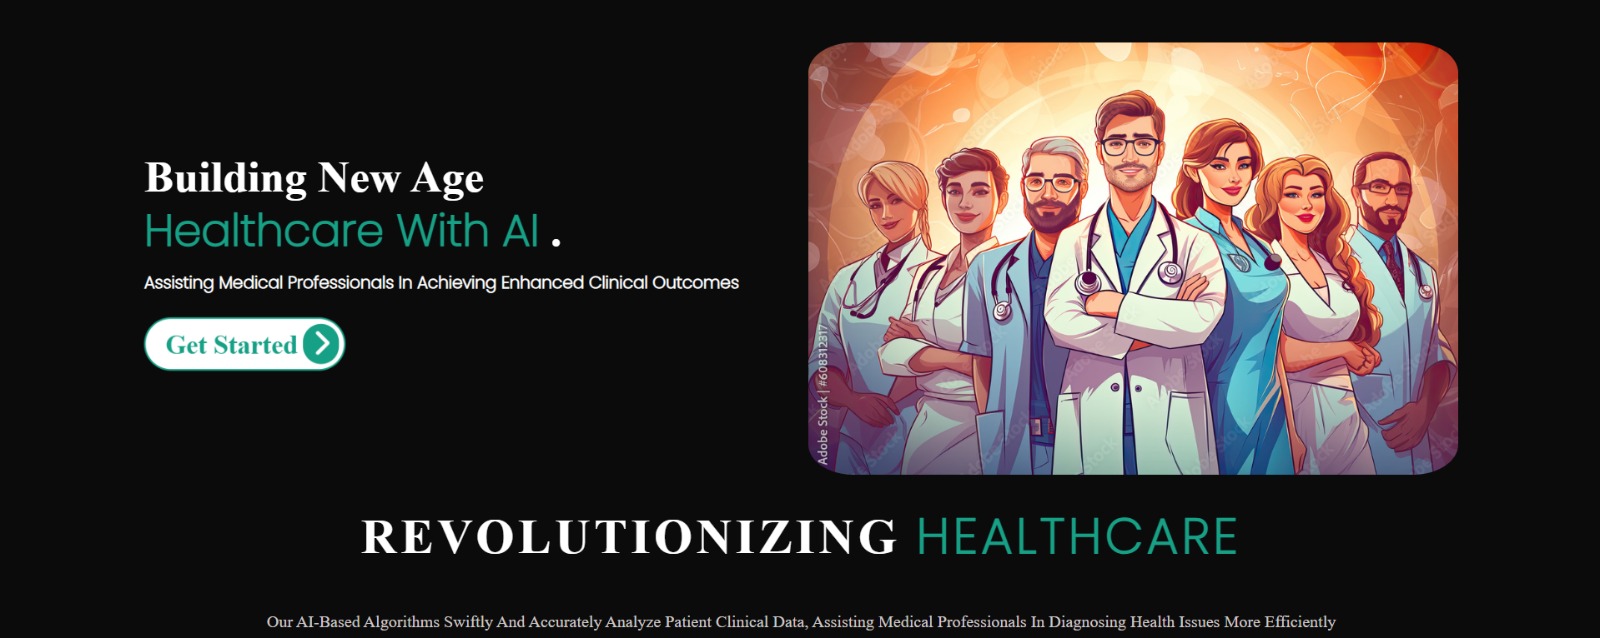 Building New Age
Healthcare With AI .
Assisting Medical Professionals In Achieving Enhanced Clinical Outcomes
Get Started
Adobe Stock | #608312317
REVOLUTIONIZING HEALTHCARE
Our AI-Based Algorithms Swiftly And Accurately Analyze Patient Clinical Data, Assisting Medical Professionals In Diagnosing Health Issues More Efficiently